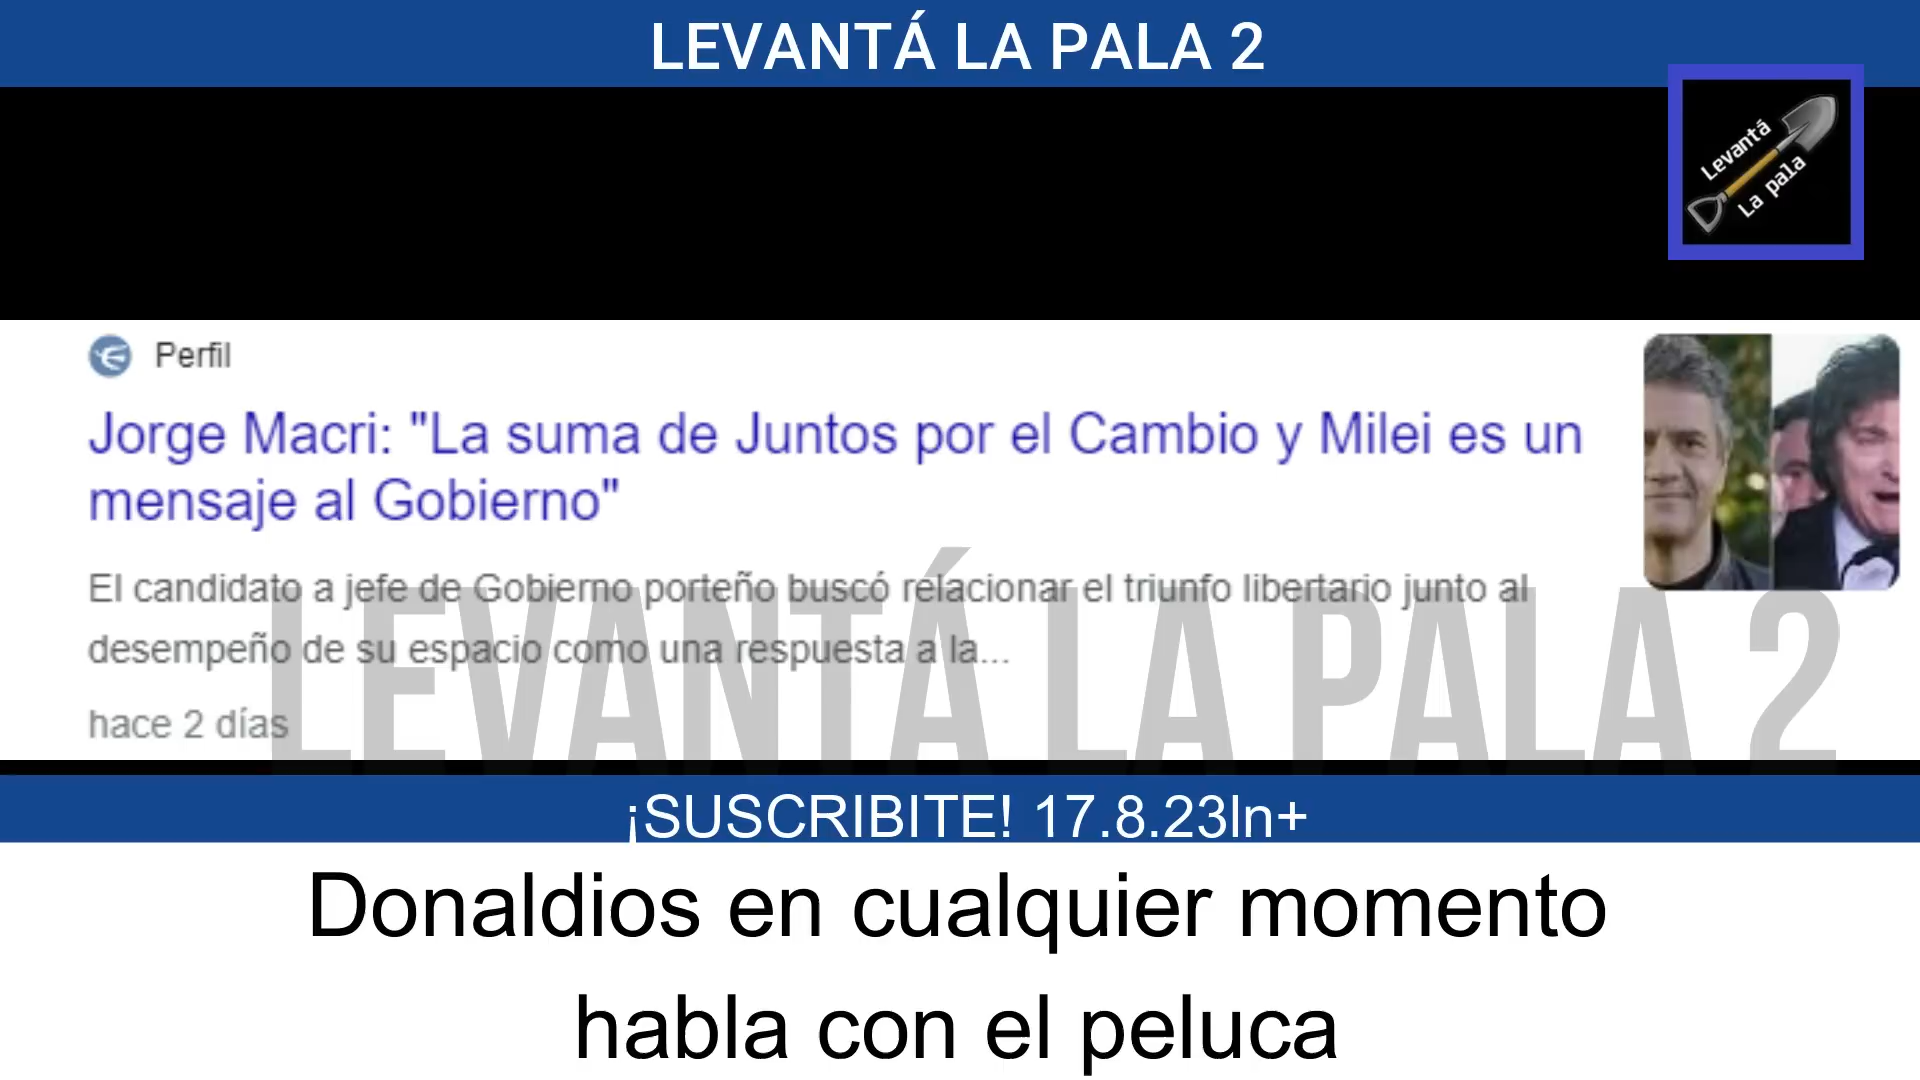 LEVANTÁ LA PALA 2
Levantá
La pala
Perfil
Jorge Macri: "La suma de Juntos por el Cambio y Milei es un
mensaje al Gobierno"
El candidato a jefe de Gobierno porteño buscó relacionar el triunfo libertario junto al
desempeño de su espacio como una respuesta a la...
hace 2 días
LEVANTÁ LA PALA 2
¡SUSCRIBITE! 17.8.23ln+
Donaldios en cualquier momento
habla con el peluca